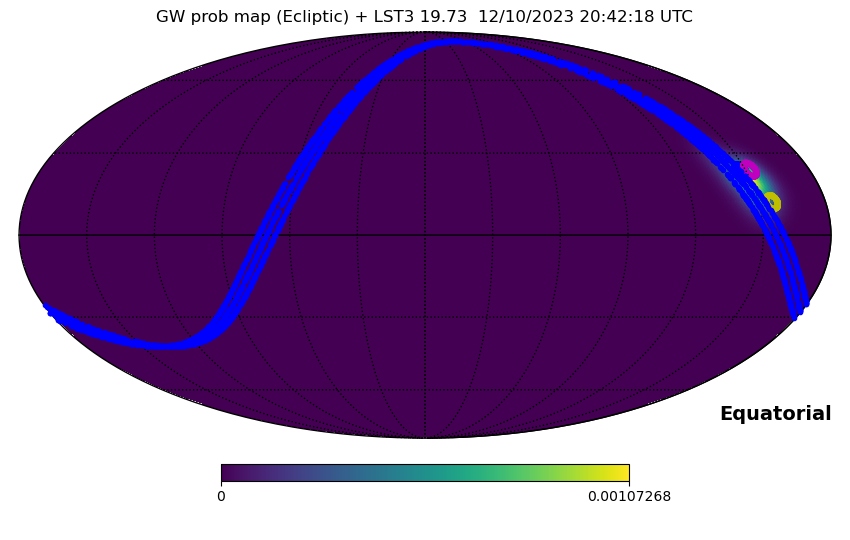 GW prob map (Ecliptic) + LST3 19.73  12/10/2023 20:42:18 UTC
Equatorial
0
0.00107268